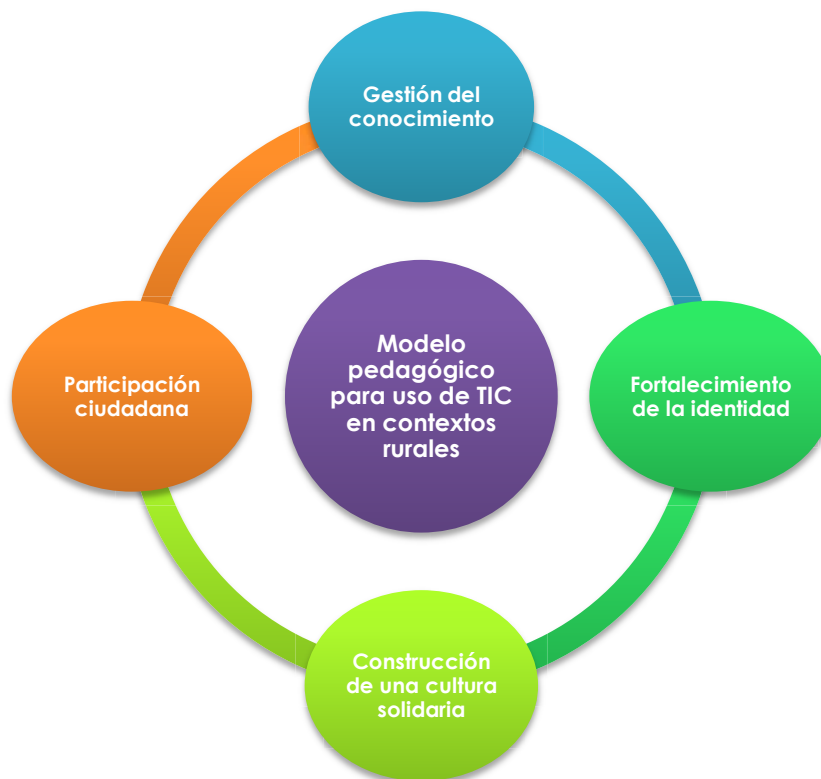 Gestión del
conocimiento
Modelo
pedagógico
para uso de TIC
en contextos
rurales
Participación
ciudadana
Fortalecimiento
de la identidad
Construcción
de una cultura
solidaria